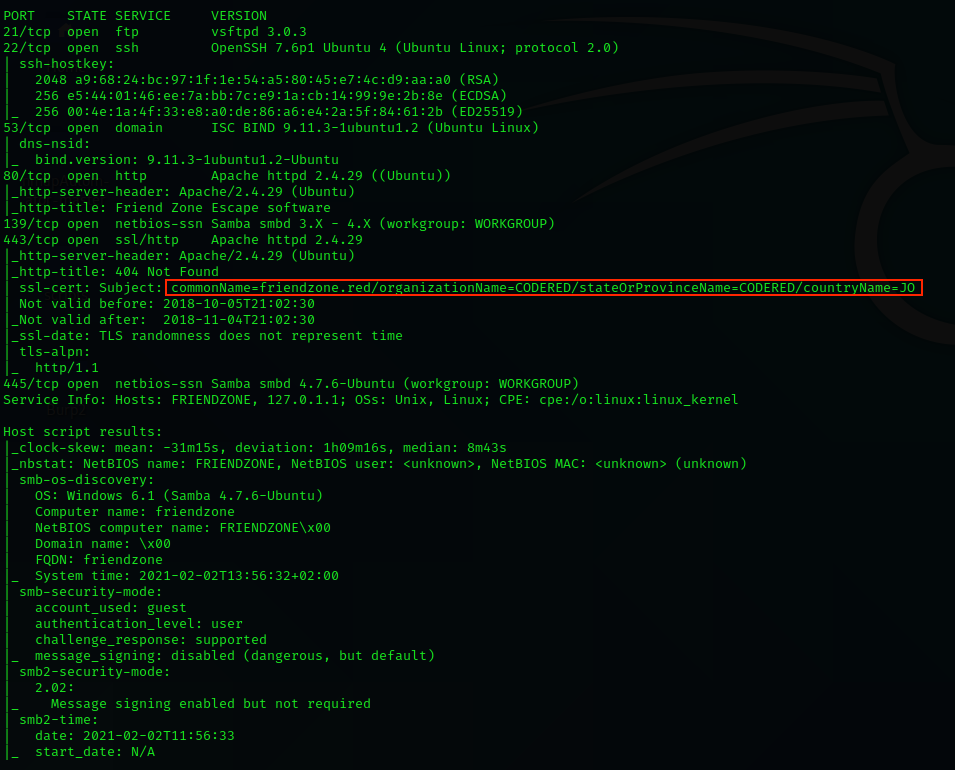 PORT    STATE SERVICE     VERSION
21/tcp  open  ftp         vsftpd 3.0.3
22/tcp  open  ssh         OpenSSH 7.6p1 Ubuntu 4 (Ubuntu Linux; protocol 2.0)
| ssh-hostkey:
|   2048 a9:68:24:bc:97:1f:1e:54:a5:80:45:e7:4c:d9:aa:a0 (RSA)
|   256 e5:44:01:46:ee:7a:bb:7c:e9:1a:cb:14:99:9e:2b:8e (ECDSA)
|_  256 00:4e:1a:4f:33:e8:a0:de:86:a6:e4:2a:5f:84:61:2b (ED25519)
53/tcp  open  domain      ISC BIND 9.11.3-1ubuntu1.2 (Ubuntu Linux)
| dns-nsid:
|_  bind.version: 9.11.3-1ubuntu1.2-Ubuntu
80/tcp  open  http        Apache httpd 2.4.29 ((Ubuntu))
|_http-server-header: Apache/2.4.29 (Ubuntu)
|_http-title: Friend Zone Escape software
139/tcp open  netbios-ssn Samba smbd 3.X - 4.X (workgroup: WORKGROUP)
443/tcp open  ssl/http    Apache httpd 2.4.29
|_http-server-header: Apache/2.4.29 (Ubuntu)
|_http-title: 404 Not Found
| ssl-cert: Subject: commonName=friendzone.red/organizationName=CODERED/stateOrProvinceName=CODERED/countryName=JO
| Not valid before: 2018-10-05T21:02:30
|_Not valid after:  2018-11-04T21:02:30
|_ssl-date: TLS randomness does not represent time
| tls-alpn:
|_  http/1.1
445/tcp open  netbios-ssn Samba smbd 4.7.6-Ubuntu (workgroup: WORKGROUP)
Service Info: Hosts: FRIENDZONE, 127.0.1.1; OSs: Unix, Linux; CPE: cpe:/o:linux:linux_kernel

Host script results:
|_clock-skew: mean: -31m15s, deviation: 1h09m16s, median: 8m43s
|_nbstat: NetBIOS name: FRIENDZONE, NetBIOS user: <unknown>, NetBIOS MAC: <unknown> (unknown)
| smb-os-discovery:
|   OS: Windows 6.1 (Samba 4.7.6-Ubuntu)
|   Computer name: friendzone
|   NetBIOS computer name: FRIENDZONE\x00
|   Domain name: \x00
|   FQDN: friendzone
|_  System time: 2021-02-02T13:56:32+02:00
| smb-security-mode:
|   account_used: guest
|   authentication_level: user
|   challenge_response: supported
|_  message_signing: disabled (dangerous, but default)
| smb2-security-mode:
|   2.02:
|_    Message signing enabled but not required
| smb2-time:
|   date: 2021-02-02T11:56:33
|_  start_date: N/A